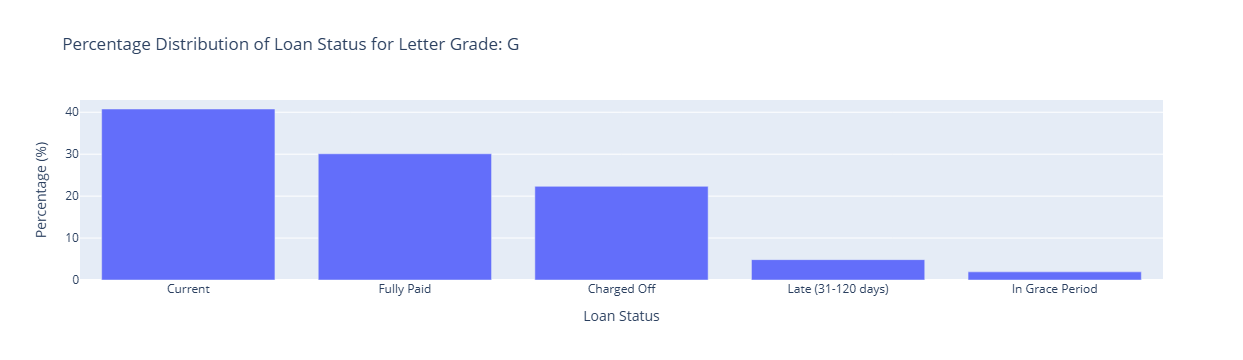 Percentage Distribution of Loan Status for Letter Grade: G
Percentage (%)
40
30
20
10
0
Current
Fully Paid
Charged Off
Late (31-120 days)
In Grace Period
Loan Status